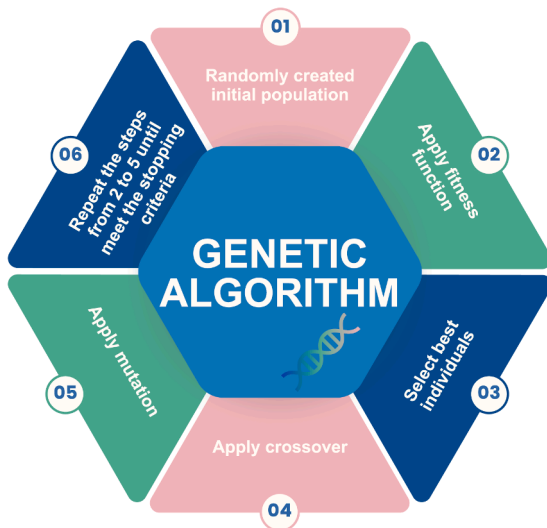 GENETIC
ALGORITHM
01
Randomly created
initial population
02
Apply fitness
function
03
Select best
individuals
04
Apply crossover
05
Apply mutation
06
Repeat the steps
from 2 to 5 until
meet the stopping
criteria